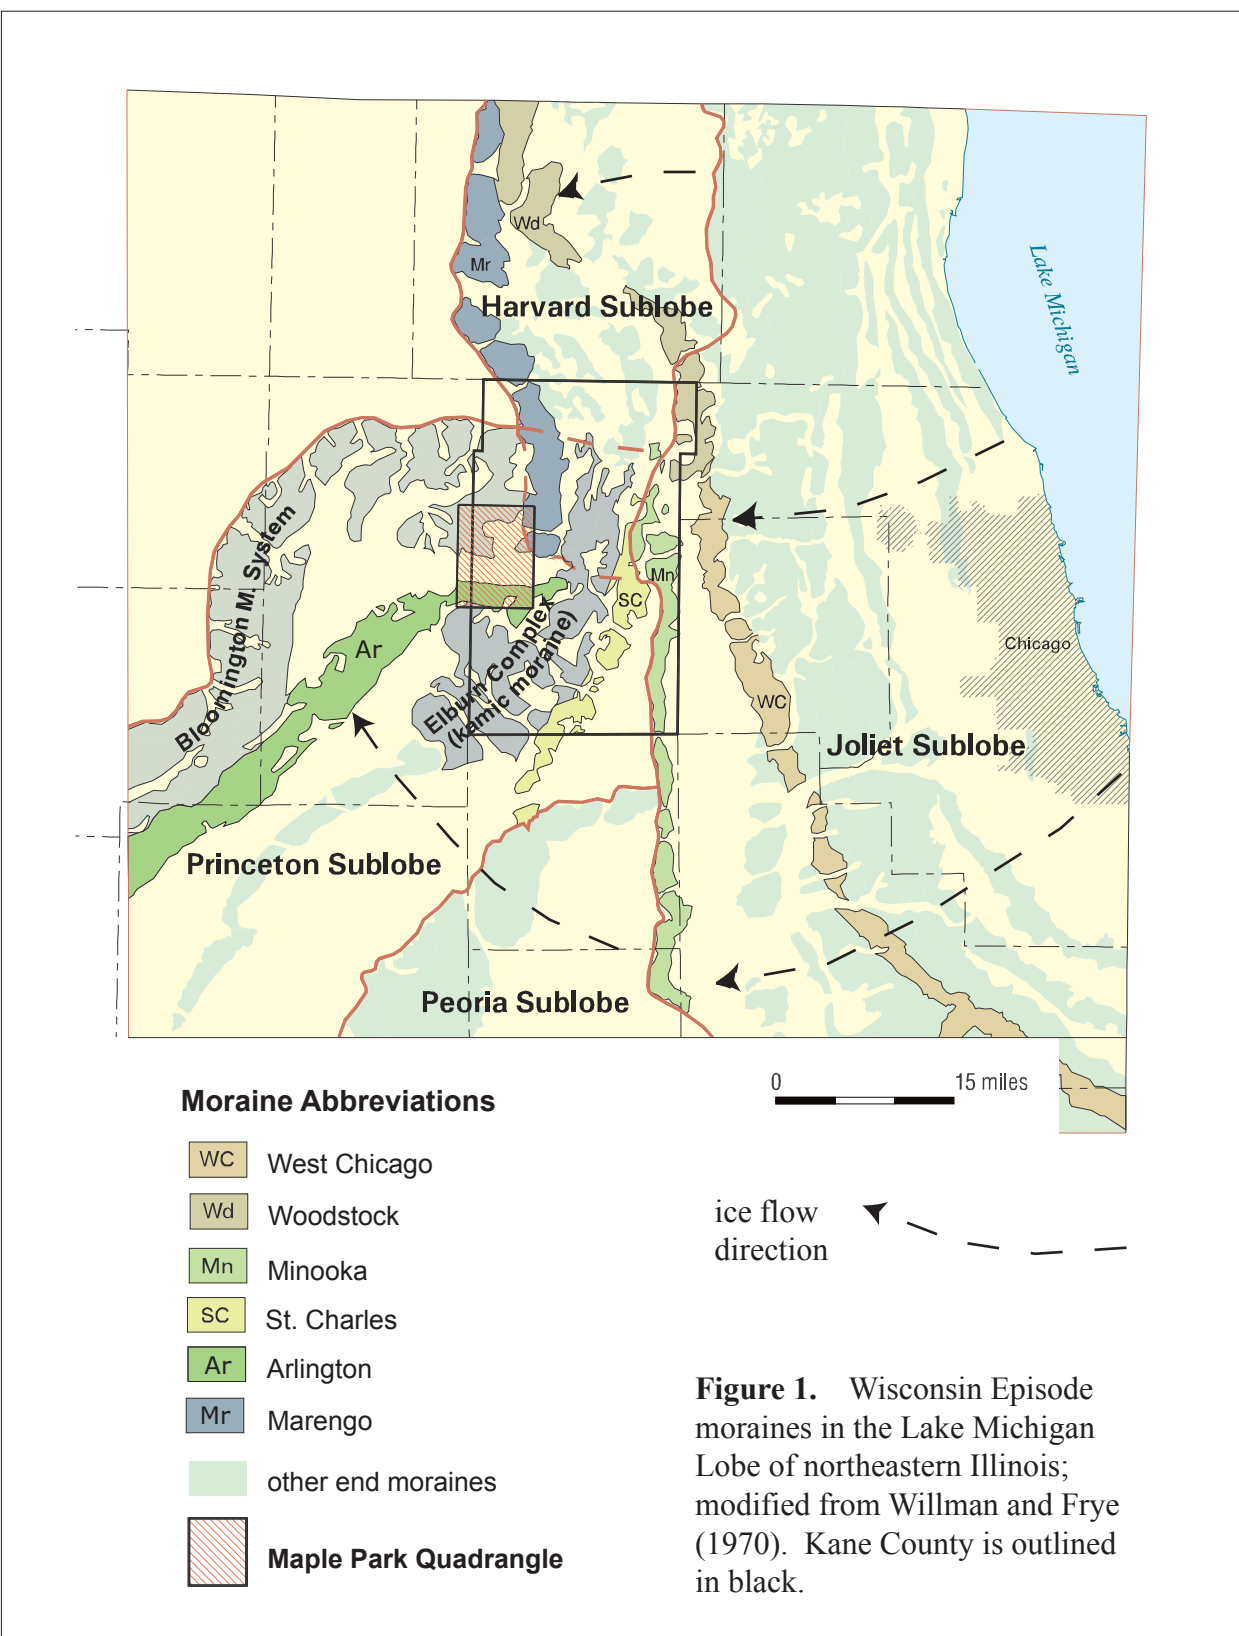 Wd
Mr
Harvard Sublobe
Lake Michigan
Bloomington M. System
Mn
SC
Chicago
Ar
Elburn Complex
(kamic moraine)
WC
Joliet Sublobe
Princeton Sublobe
Peoria Sublobe
0 15 miles
Moraine Abbreviations
WC West Chicago
Wd Woodstock
Mn Minooka
SC St. Charles
Ar Arlington
Mr Marengo
other end moraines
Maple Park Quadrangle
ice flow
direction
Figure 1. Wisconsin Episode
moraines in the Lake Michigan
Lobe of northeastern Illinois;
modified from Willman and Frye
(1970). Kane County is outlined
in black.